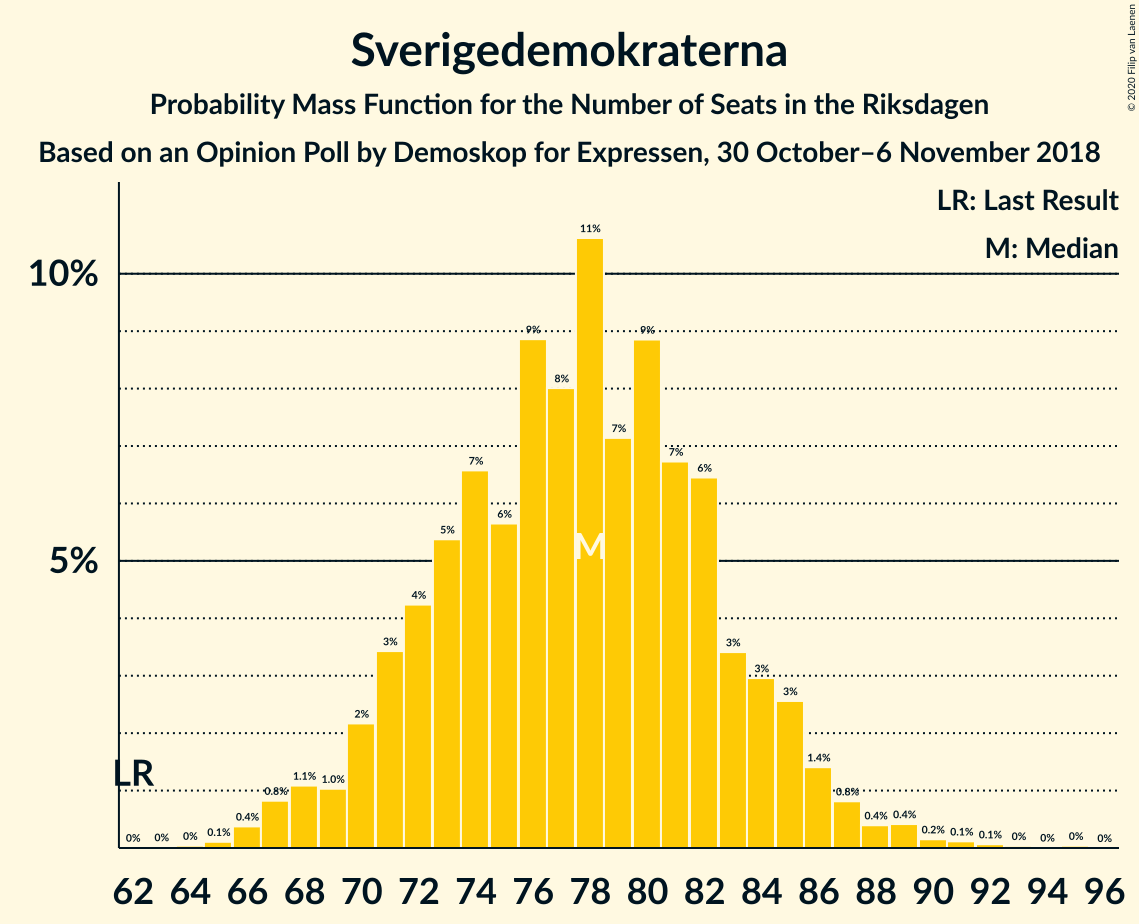 Sverigedemokraterna
Probability Mass Function for the Number of Seats in the Riksdagen
Based on an Opinion Poll by Demoskop for Expressen, 30 October–6 November 2018
© 2020 Filip van Laenen
LR: Last Result
M: Median
10%
5%
LR
M
0% 0% 0% 0.1% 0.4% 0.8% 1.1% 1.0% 2% 3% 4% 5% 7% 6% 9% 8% 11% 7% 9% 7% 6% 3% 3% 3% 1.4% 0.8% 0.4% 0.4% 0.2% 0.1% 0.1% 0% 0% 0% 0%
62 64 66 68 70 72 74 76 78 80 82 84 86 88 90 92 94 96